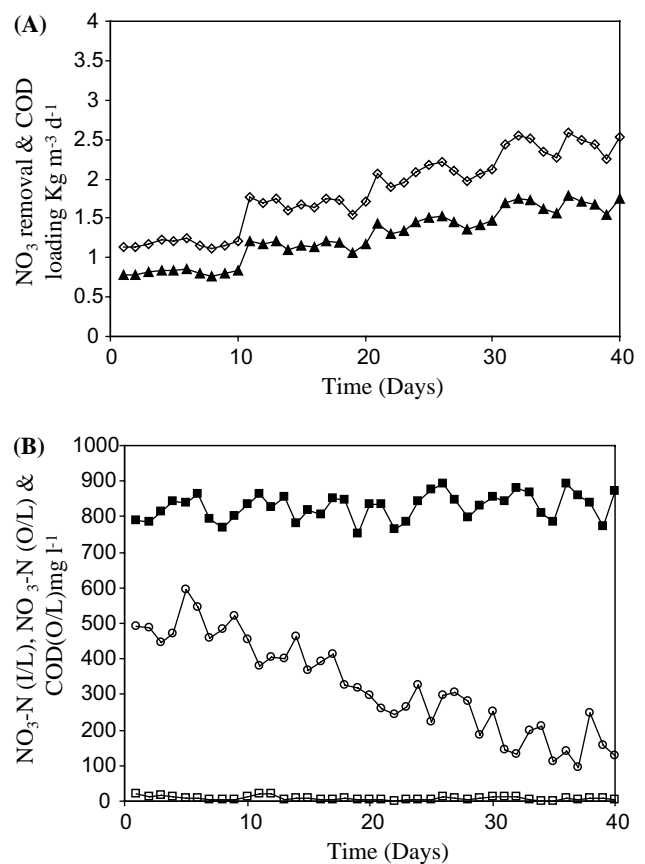 (A)
NO3 removal & COD
loading Kg m-3 d-1
4
3.5
3
2.5
2
1.5
1
0.5
0
0 10 20 30 40
Time (Days)
(B)
NO3-N (I/L), NO3-N (O/L) &
COD(O/L)mg l-1
1000
900
800
700
600
500
400
300
200
100
0
0 10 20 30 40
Time (Days)